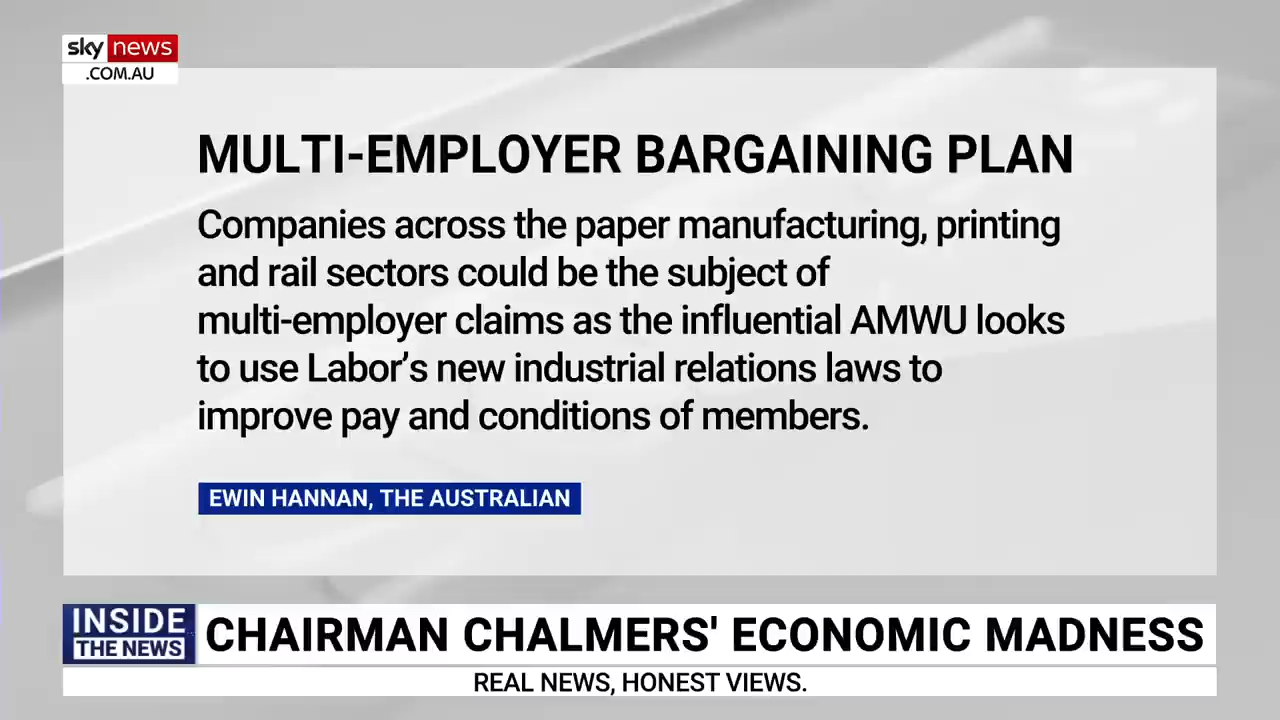 sky news
.COM.AU
MULTI-EMPLOYER BARGAINING PLAN
Companies across the paper manufacturing, printing
and rail sectors could be the subject of
multi-employer claims as the influential AMWU looks
to use Labor's new industrial relations laws to
improve pay and conditions of members.
EWIN HANNAN, THE AUSTRALIAN
INSIDE
THE NEWS
CHAIRMAN CHALMERS' ECONOMIC MADNESS
REAL NEWS, HONEST VIEWS.